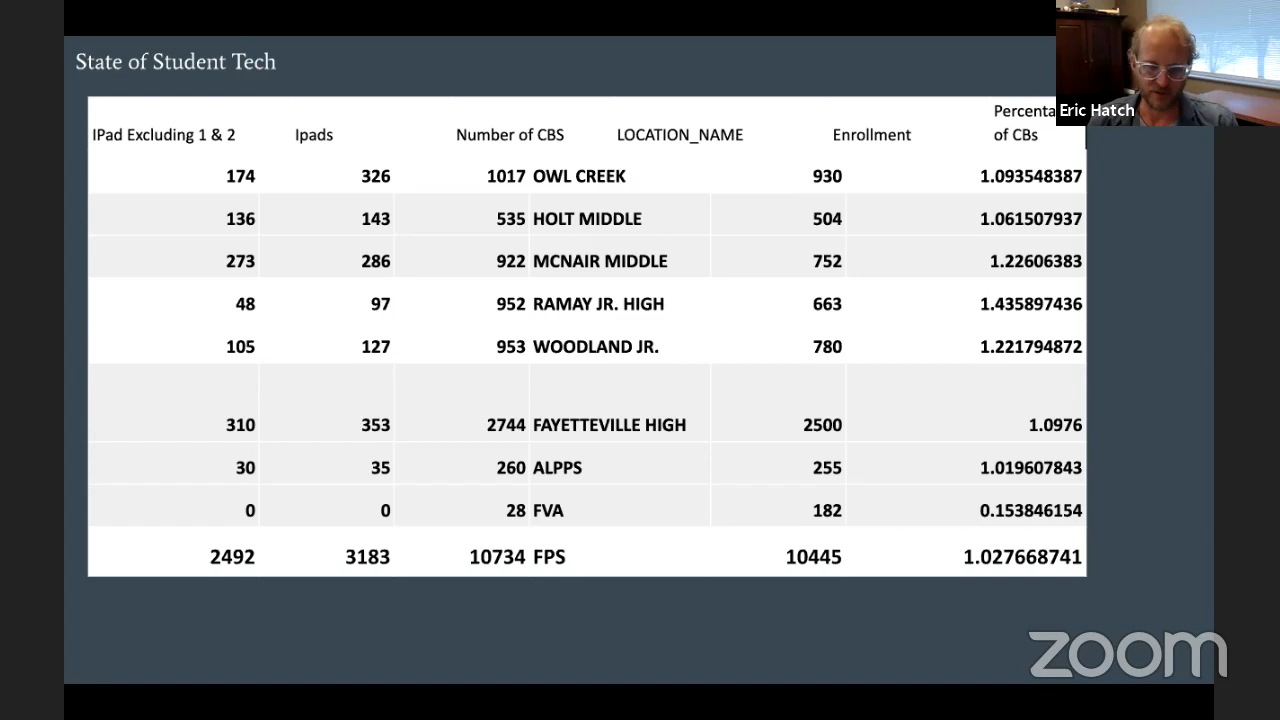 State of Student Tech
Eric Hatch
IPad Excluding 1 & 2 Ipads Number of CBS LOCATION_NAME Enrollment of CBs
174 326 1017 OWL CREEK 930 1.093548387
136 143 535 HOLT MIDDLE 504 1.061507937
273 286 922 MCNAIR MIDDLE 752 1.22606383
48 97 952 RAMAY JR. HIGH 663 1.435897436
105 127 953 WOODLAND JR. 780 1.221794872
310 353 2744 FAYETTEVILLE HIGH 2500 1.0976
30 35 260 ALPPS 255 1.019607843
0 0 28 FVA 182 0.153846154
2492 3183 10734 FPS 10445 1.027668741
zoom